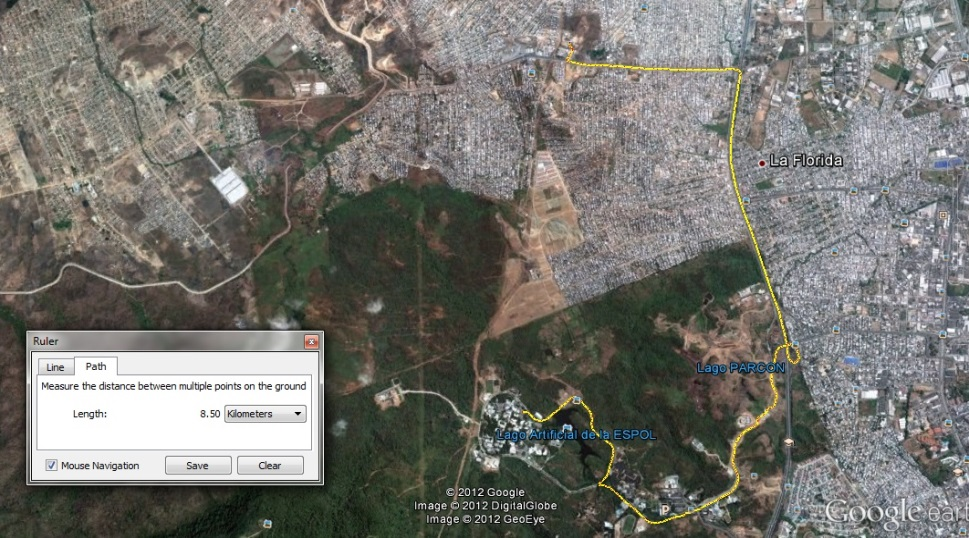 La Florida
Ruler
Line
Path
Measure the distance between multiple points on the ground
Length:
8.50
Kilometers
Mouse Navigation
Save
Clear
Lago PARCON
Lago Artificial de la ESPOL
P
© 2012 Google
Image © 2012 DigitalGlobe
Image © 2012 GeoEye
Google